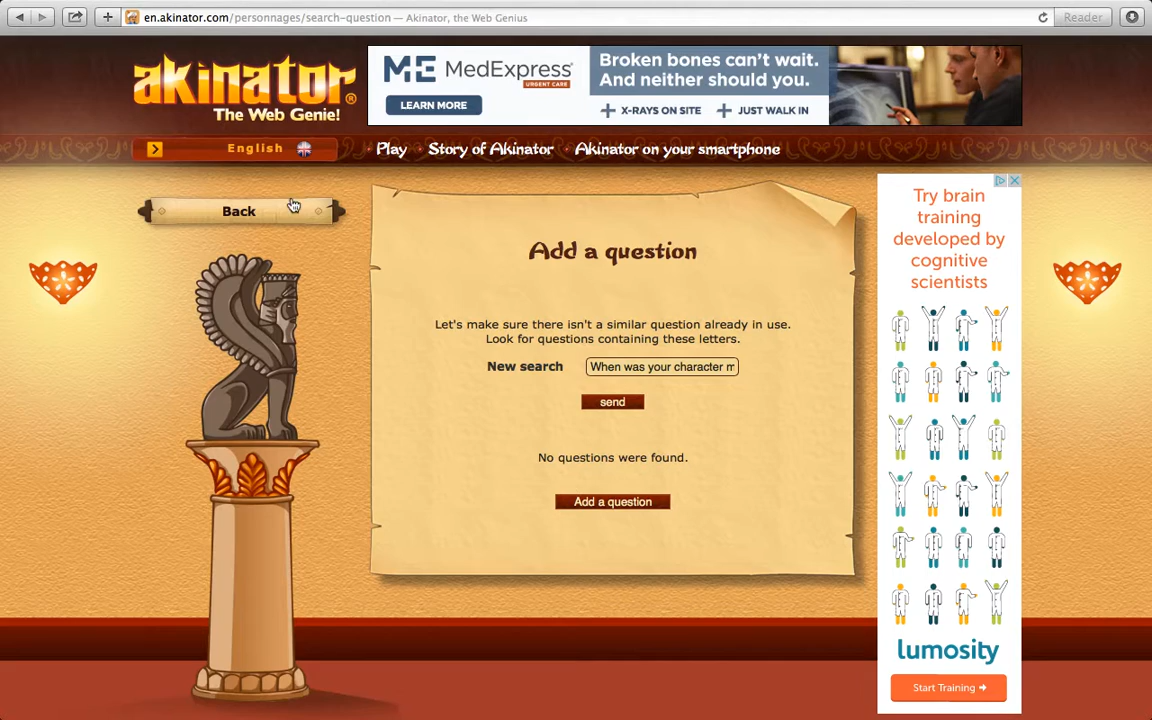 en.akinator.com/personnages/search-question — Akinator, the Web Genius
Reader
akinator®
The Web Genie!
ME MedExpress®
URGENT CARE
LEARN MORE
Broken bones can't wait.
And neither should you.
X-RAYS ON SITE
JUST WALK IN
English
Play
Story of Akinator
Akinator on your smartphone
Back
Add a question
Let's make sure there isn't a similar question already in use.
Look for questions containing these letters.
New search
When was your character m
send
No questions were found.
Add a question
Try brain
training
developed by
cognitive
scientists
lumosity
Start Training